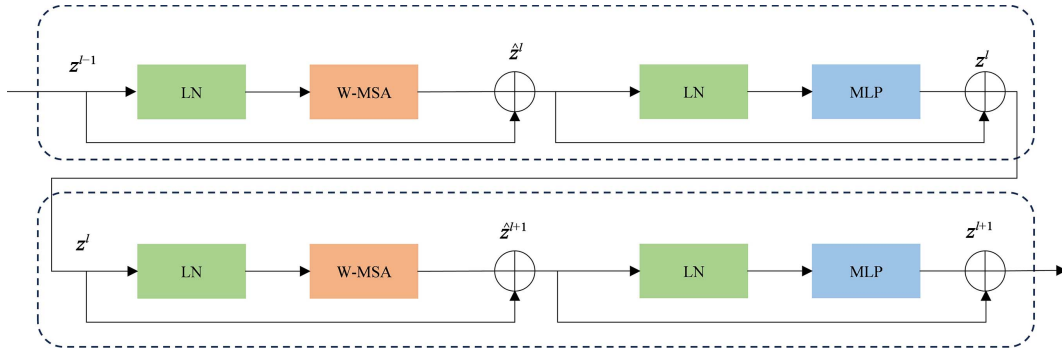 z^{l-1}
LN
W-MSA
ẑ^{l}
LN
MLP
z^{l}
z^{l}
LN
W-MSA
ẑ^{l+1}
LN
MLP
z^{l+1}